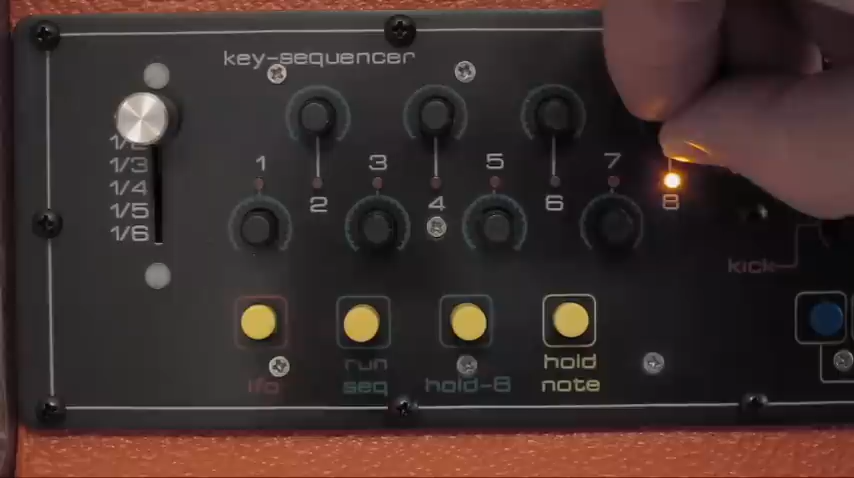 key-sequencer
1/2
1/3
1/4
1/5
1/6
1
3
5
7
2
4
6
8
kick
lfo
run
seq
hold-8
hold
note